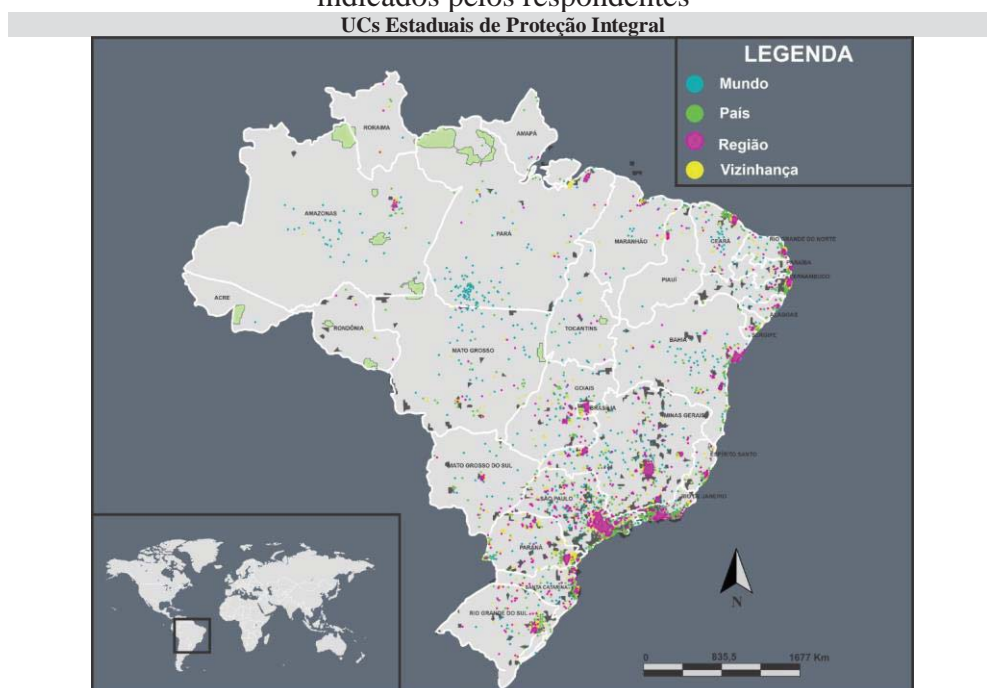 indicados pelos respondentes
UCs Estaduais de Proteção Integral
LEGENDA
Mundo
País
Região
Vizinhança
RORAIMA
AMAPÁ
AMAZONAS
PARÁ
MARANHÃO
CEARÁ
RIO GRANDE DO NORTE
PARAÍBA
PERNAMBUCO
PIAUÍ
ACRE
ALAGOAS
RONDÔNIA
TOCANTINS
SERGIPE
BAHIA
MATO GROSSO
GOIAIS
BRASÍLIA
MINAS GERAIS
ESPÍRITO SANTO
MATO GROSSO DO SUL
SÃO PAULO
RIO DE JANEIRO
PARANÁ
SANTA CATARINA
RIO GRANDE DO SUL
N
0 835,5 1677 Km